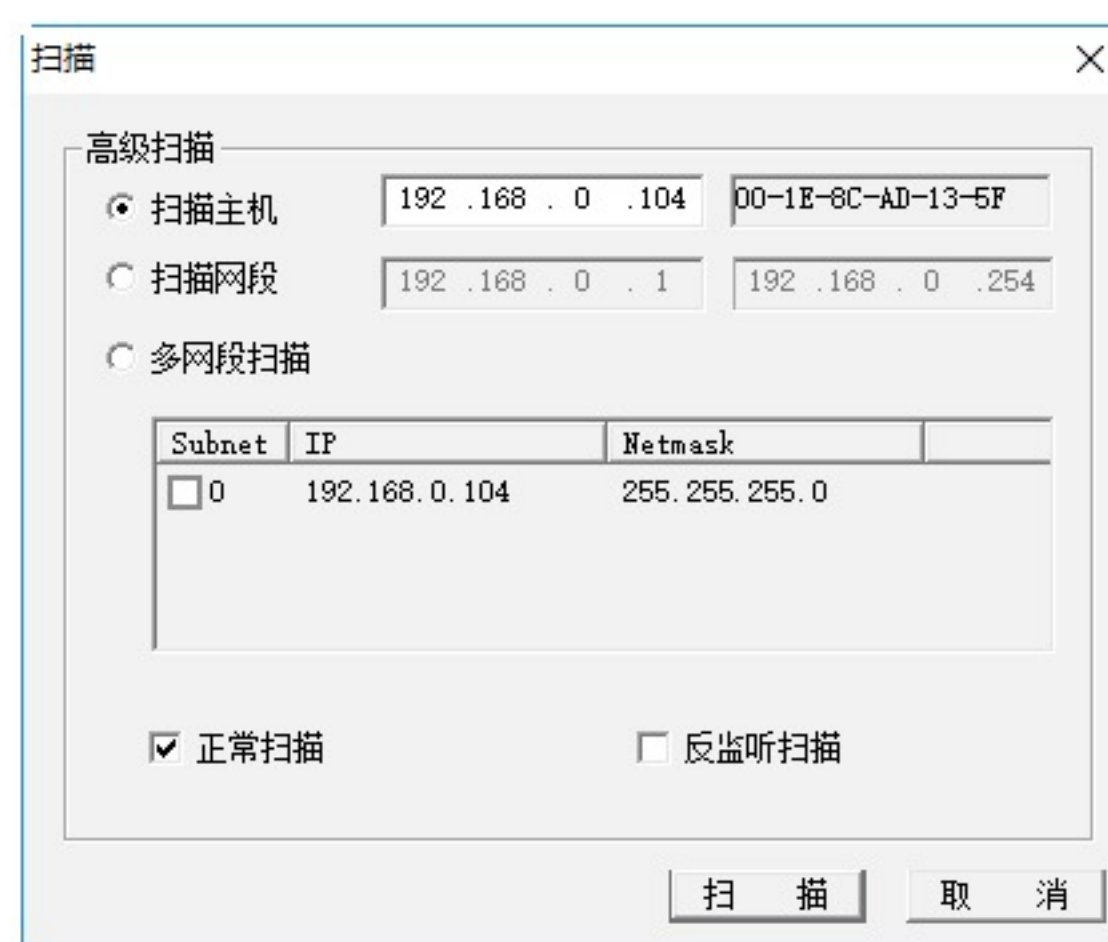 扫描
高级扫描
扫描主机 192 .168 . 0 .104 00-1E-8C-AD-13-5F
扫描网段 192 .168 . 0 . 1 192 .168 . 0 .254
多网段扫描
Subnet IP Netmask
0 192.168.0.104 255.255.255.0
正常扫描 反监听扫描
扫 描 取 消